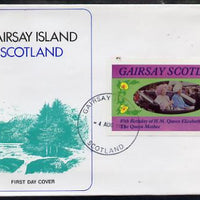 GAIRSAY ISLAND
SCOTLAND
GAIRSAY
- 4 AUG
SCOTLAND
GAIRSAY SCOTL
85th Birthday of H.M. Queen Elizabeth
The Queen Mother
FIRST DAY COVER